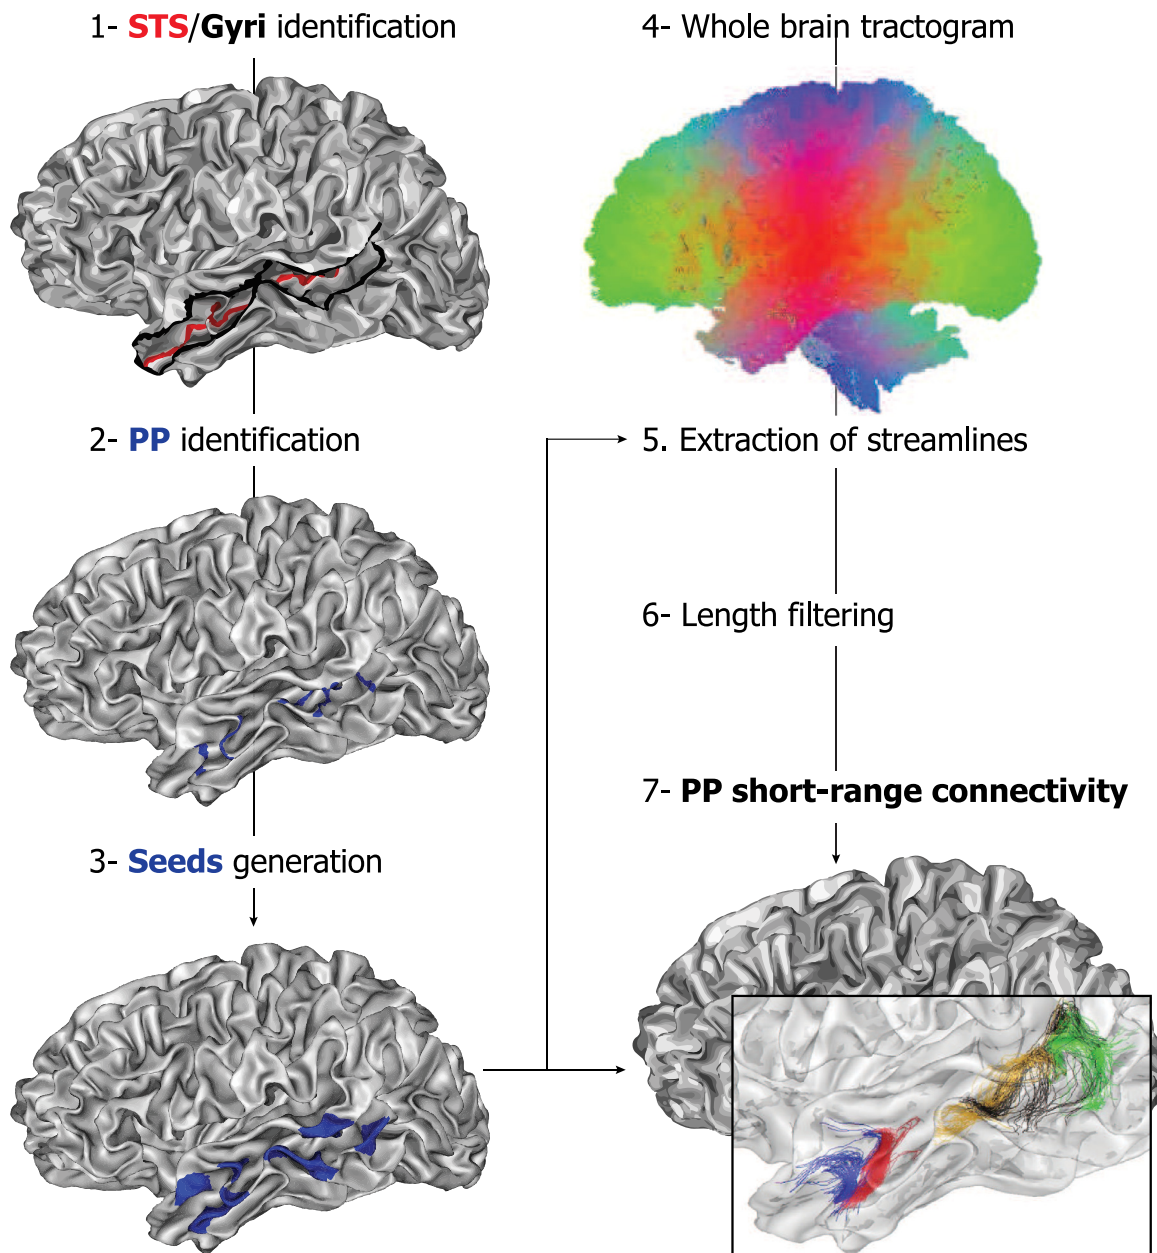 1- STS/Gyri identification
2- PP identification
3- Seeds generation
4- Whole brain tractogram
5. Extraction of streamlines
6- Length filtering
7- PP short-range connectivity